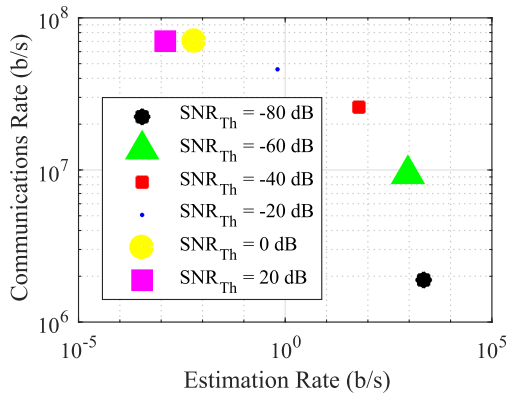 10^8
10^7
10^6
Communications Rate (b/s)
SNR_Th = -80 dB
SNR_Th = -60 dB
SNR_Th = -40 dB
SNR_Th = -20 dB
SNR_Th = 0 dB
SNR_Th = 20 dB
10^-5
10^0
10^5
Estimation Rate (b/s)